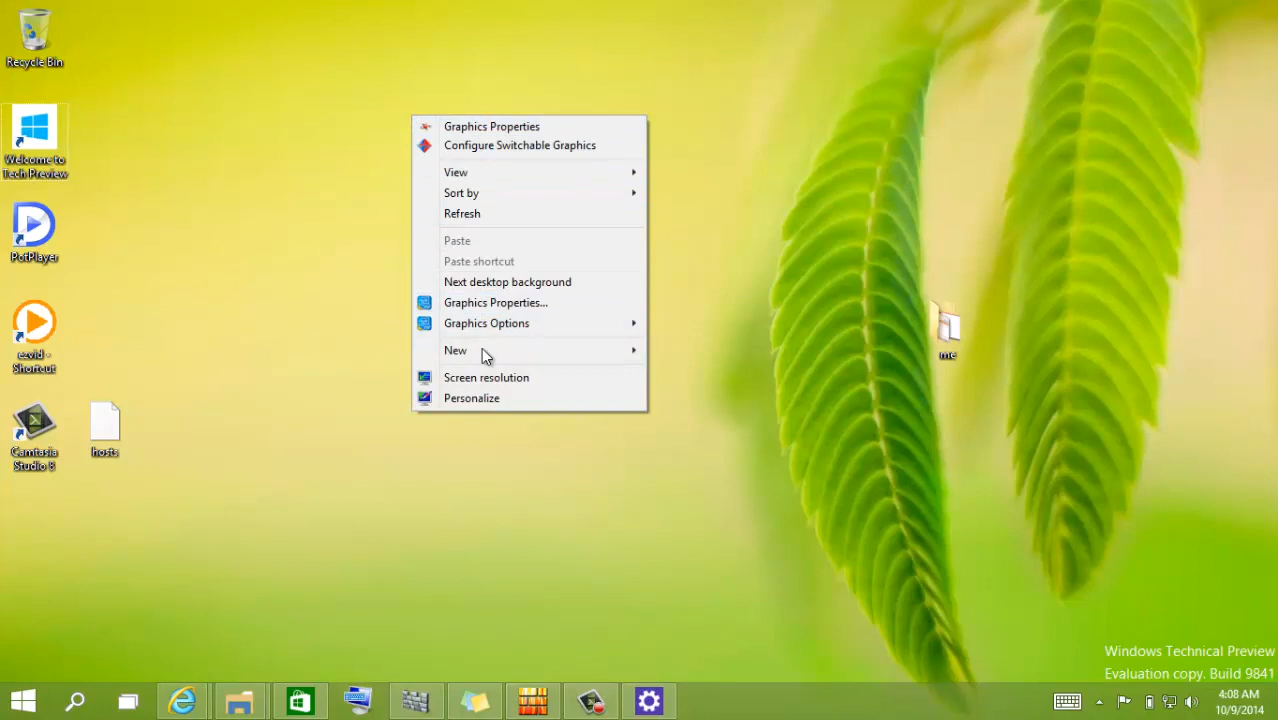 Recycle Bin
Welcome to
Tech Preview
PotPlayer
ezvid -
Shortcut
Camtasia
Studio 8
hosts
Graphics Properties
Configure Switchable Graphics
View
Sort by
Refresh
Paste
Paste shortcut
Next desktop background
Graphics Properties...
Graphics Options
New
Screen resolution
Personalize
me
Windows Technical Preview
Evaluation copy. Build 9841
4:08 AM
10/9/2014